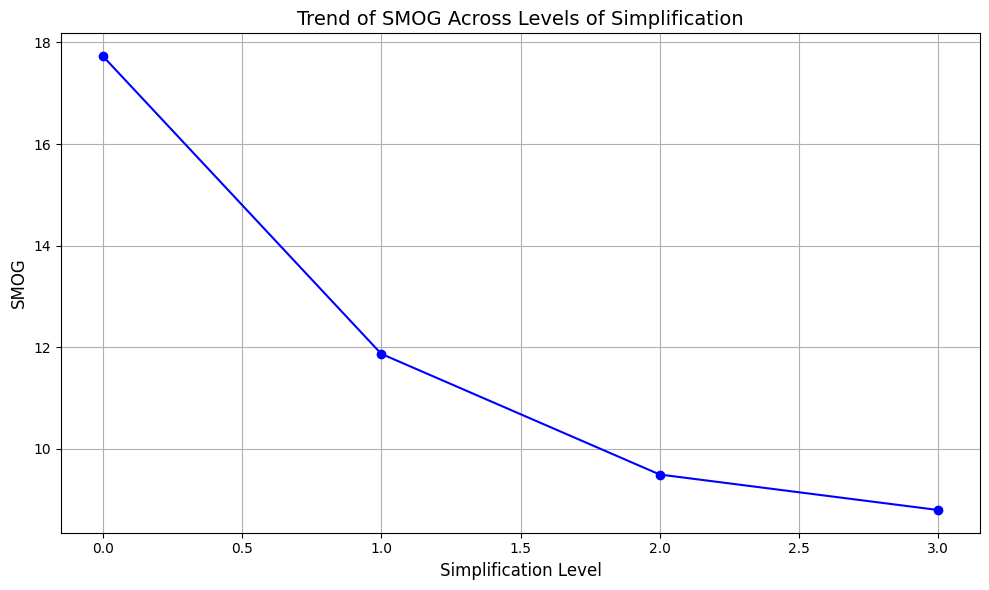 Trend of SMOG Across Levels of Simplification
18
16
14
12
10
SMOG
0.0 0.5 1.0 1.5 2.0 2.5 3.0
Simplification Level